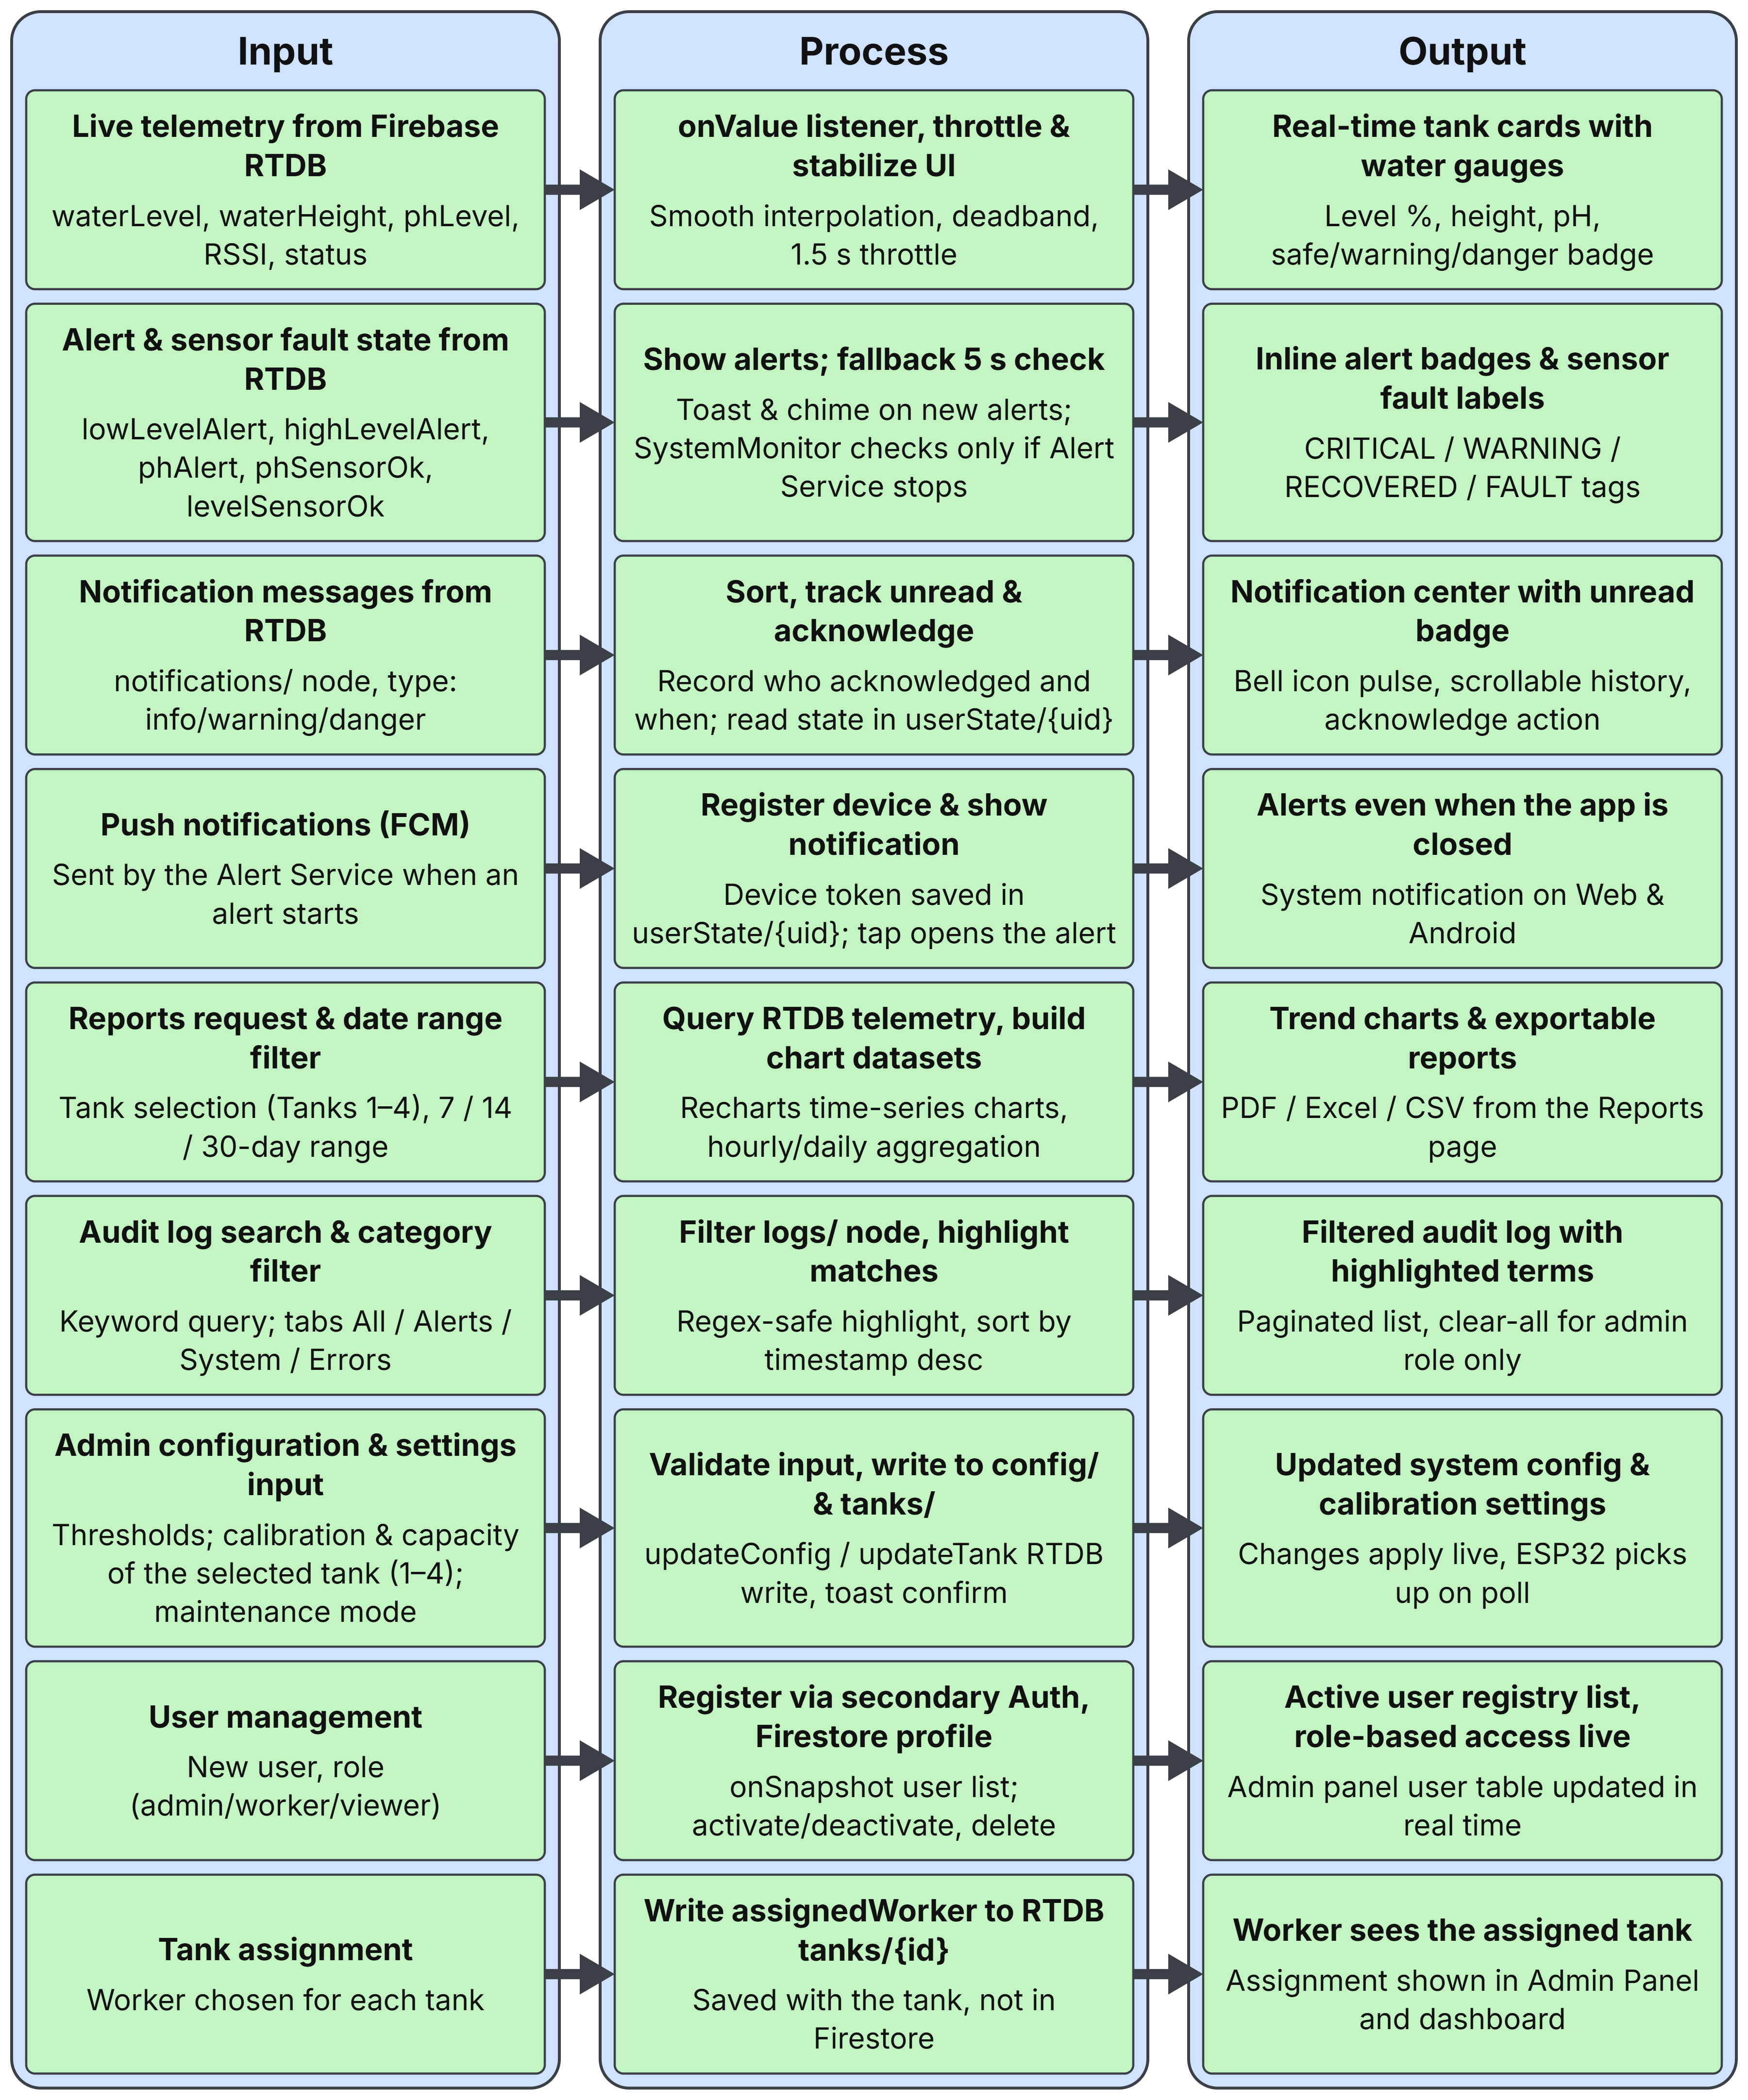 Input
Live telemetry from Firebase
RTDB
waterLevel, waterHeight, phLevel,
RSSI, status
Alert & sensor fault state from
RTDB
lowLevelAlert, highLevelAlert,
phAlert, phSensorOk,
levelSensorOk
Notification messages from
RTDB
notifications/ node, type:
info/warning/danger
Push notifications (FCM)
Sent by the Alert Service when an
alert starts
Reports request & date range
filter
Tank selection (Tanks 1–4), 7 / 14
/ 30-day range
Audit log search & category
filter
Keyword query; tabs All / Alerts /
System / Errors
Admin configuration & settings
input
Thresholds; calibration & capacity
of the selected tank (1–4);
maintenance mode
User management
New user, role
(admin/worker/viewer)
Tank assignment
Worker chosen for each tank
Process
onValue listener, throttle &
stabilize UI
Smooth interpolation, deadband,
1.5 s throttle
Show alerts; fallback 5 s check
Toast & chime on new alerts;
SystemMonitor checks only if Alert
Service stops
Sort, track unread &
acknowledge
Record who acknowledged and
when; read state in userState/{uid}
Register device & show
notification
Device token saved in
userState/{uid}; tap opens the alert
Query RTDB telemetry, build
chart datasets
Recharts time-series charts,
hourly/daily aggregation
Filter logs/ node, highlight
matches
Regex-safe highlight, sort by
timestamp desc
Validate input, write to config/
& tanks/
updateConfig / updateTank RTDB
write, toast confirm
Register via secondary Auth,
Firestore profile
onSnapshot user list;
activate/deactivate, delete
Write assignedWorker to RTDB
tanks/{id}
Saved with the tank, not in
Firestore
Output
Real-time tank cards with
water gauges
Level %, height, pH,
safe/warning/danger badge
Inline alert badges & sensor
fault labels
CRITICAL / WARNING /
RECOVERED / FAULT tags
Notification center with unread
badge
Bell icon pulse, scrollable history,
acknowledge action
Alerts even when the app is
closed
System notification on Web &
Android
Trend charts & exportable
reports
PDF / Excel / CSV from the Reports
page
Filtered audit log with
highlighted terms
Paginated list, clear-all for admin
role only
Updated system config &
calibration settings
Changes apply live, ESP32 picks
up on poll
Active user registry list,
role-based access live
Admin panel user table updated in
real time
Worker sees the assigned tank
Assignment shown in Admin Panel
and dashboard